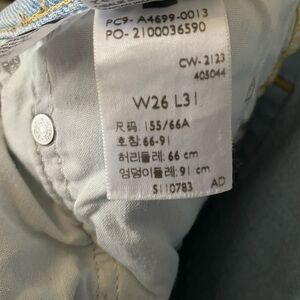 PC9- A4699-0013
PO- 2100036590
CW-2123
405044
W26 L31
尺码: 155/66A
호칭: 66-91
허리둘레: 66 cm
엉덩이둘레: 91 cm
S110783 AD